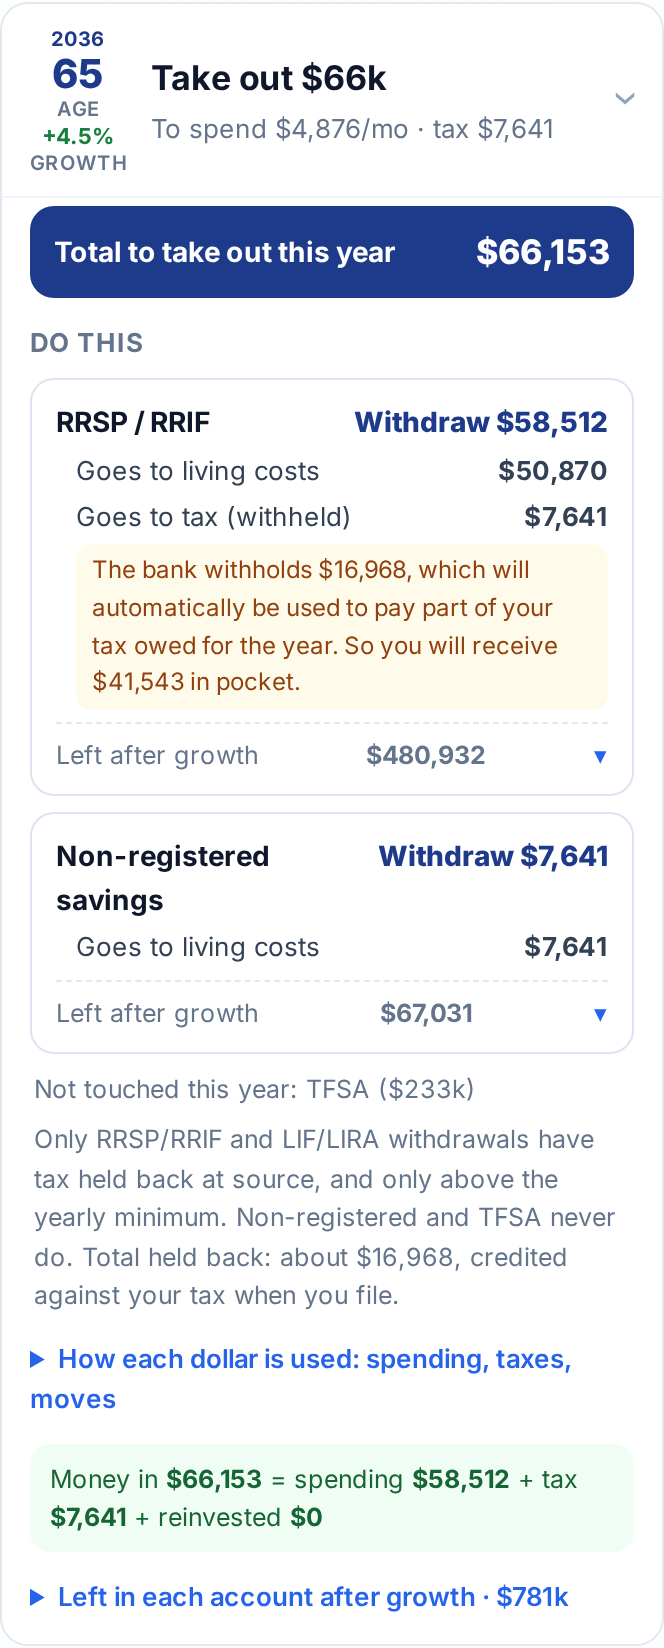 2036
65
AGE
+4.5%
GROWTH
Take out $66k
To spend $4,876/mo · tax $7,641
Total to take out this year $66,153
DO THIS
RRSP / RRIF Withdraw $58,512
Goes to living costs $50,870
Goes to tax (withheld) $7,641
The bank withholds $16,968, which will
automatically be used to pay part of your
tax owed for the year. So you will receive
$41,543 in pocket.
Left after growth $480,932 ▼
Non-registered Withdraw $7,641
savings
Goes to living costs $7,641
Left after growth $67,031 ▼
Not touched this year: TFSA ($233k)
Only RRSP/RRIF and LIF/LIRA withdrawals have
tax held back at source, and only above the
yearly minimum. Non-registered and TFSA never
do. Total held back: about $16,968, credited
against your tax when you file.
▶ How each dollar is used: spending, taxes,
moves
Money in $66,153 = spending $58,512 + tax
$7,641 + reinvested $0
▶ Left in each account after growth · $781k